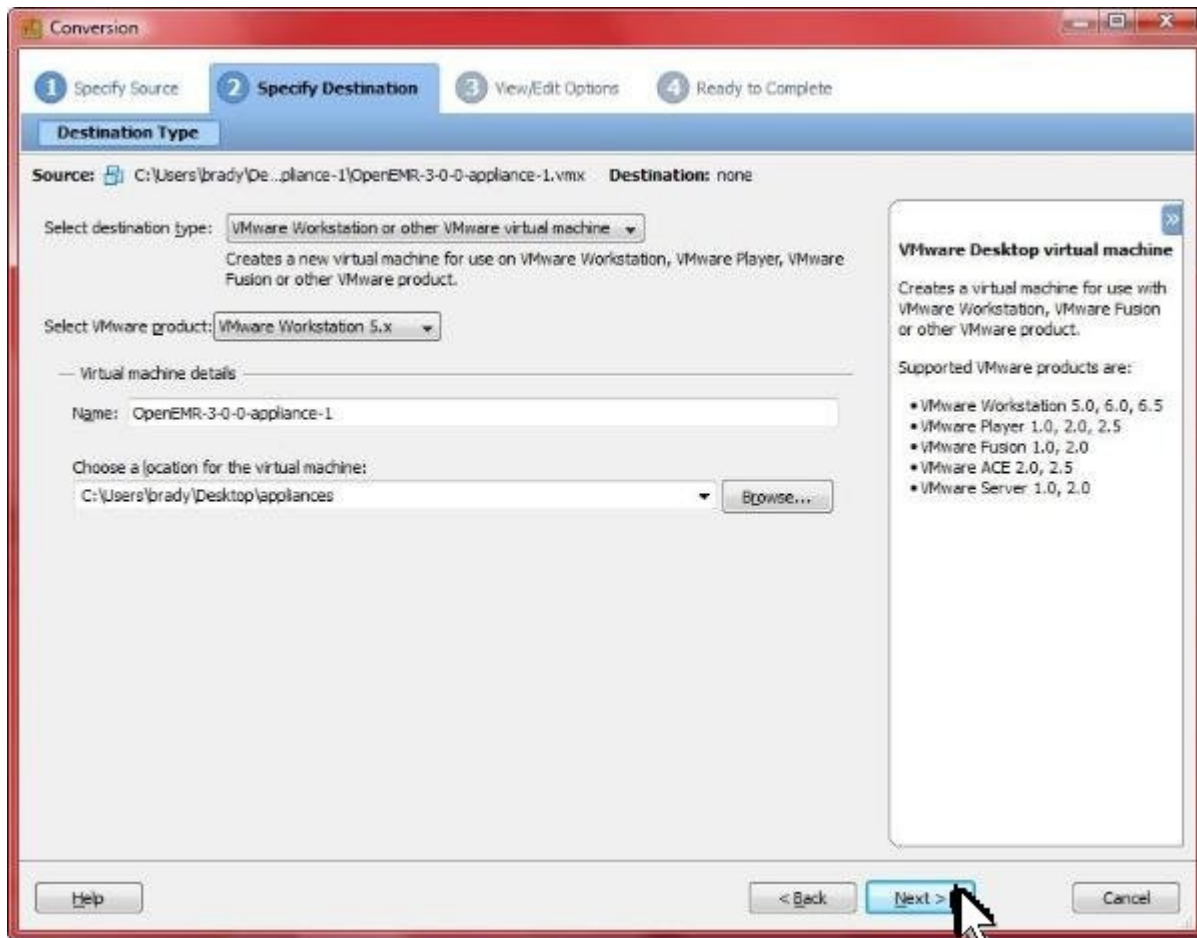 Conversion
1 Specify Source 2 Specify Destination 3 View/Edit Options 4 Ready to Complete
Destination Type
Source: C:\Users\brady\De...pliance-1\OpenEMR-3-0-0-appliance-1.vmx Destination: none
Select destination type: VMware Workstation or other VMware virtual machine
Creates a new virtual machine for use on VMware Workstation, VMware Player, VMware
Fusion or other VMware product.
Select VMware product: VMware Workstation 5.x
Virtual machine details
Name: OpenEMR-3-0-0-appliance-1
Choose a location for the virtual machine:
C:\Users\brady\Desktop\appliances Browse...
»
VMware Desktop virtual machine
Creates a virtual machine for use with
VMware Workstation, VMware Fusion
or other VMware product.
Supported VMware products are:
• VMware Workstation 5.0, 6.0, 6.5
• VMware Player 1.0, 2.0, 2.5
• VMware Fusion 1.0, 2.0
• VMware ACE 2.0, 2.5
• VMware Server 1.0, 2.0
Help < Back Next > Cancel